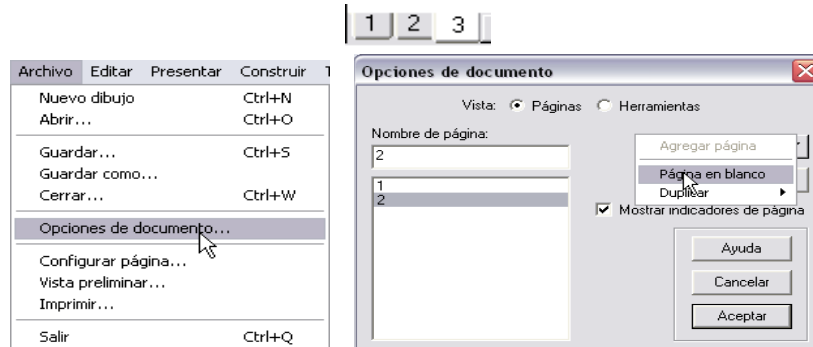 1 2 3
Archivo Editar Presentar Construir
Nuevo dibujo Ctrl+N
Abrir... Ctrl+O
Guardar... Ctrl+S
Guardar como...
Cerrar... Ctrl+W
Opciones de documento...
Configurar página...
Vista preliminar...
Imprimir...
Salir Ctrl+Q
Opciones de documento
Vista: Páginas Herramientas
Nombre de página:
2
1
2
Agregar página
Página en blanco
Duplicar
Mostrar indicadores de página
Ayuda
Cancelar
Aceptar